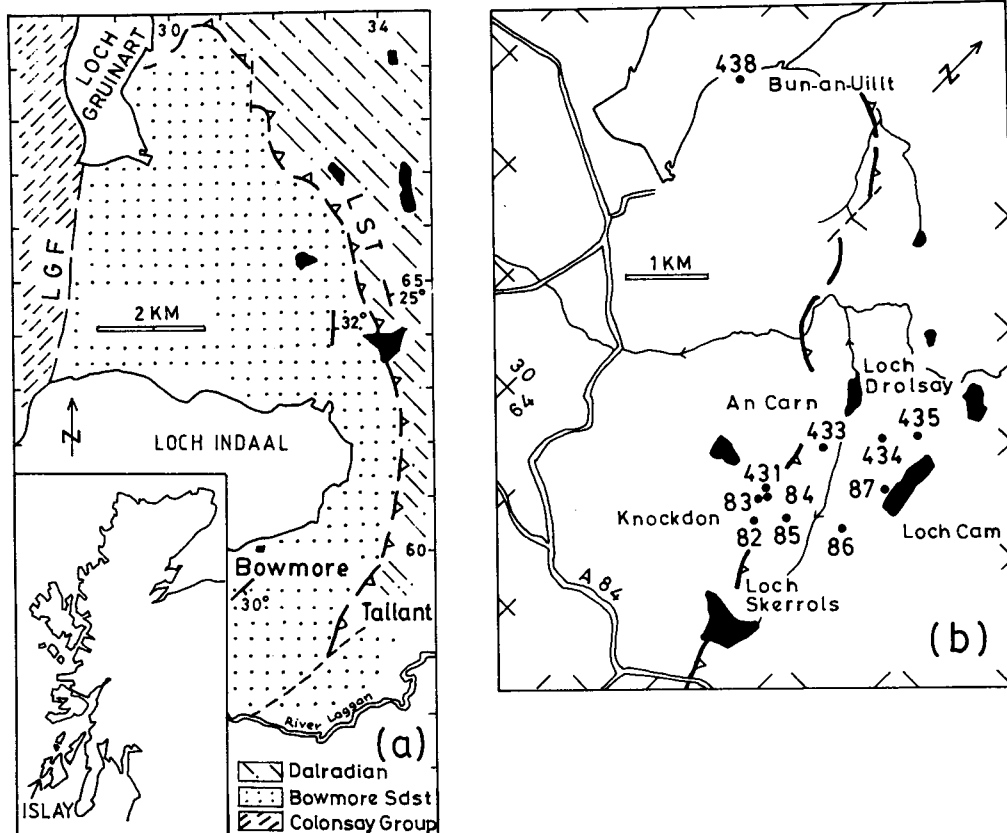 30
34
LOCH
GRUINART
LST
LGF
65
25°
2 KM
32°
N
LOCH INDAAL
60
Bowmore
30°
Tallant
River Laggan
(a)
ISLAY
Dalradian
Bowmore Sdst
Colonsay Group
438
Bun-an-Uillt
N
1 KM
30
64
Loch
Drolsay
An Carn
433
435
434
431
83
84
87
Knockdon
82
85
86
Loch Cam
A 84
Loch
Skerrols
(b)